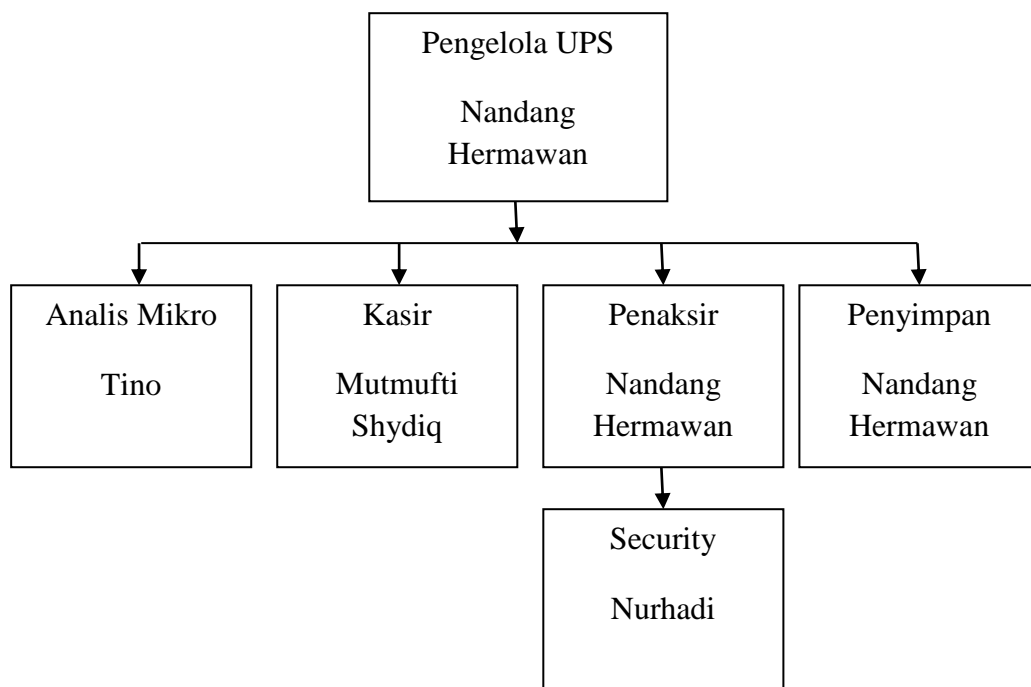 Pengelola UPS
Nandang
Hermawan
Analis Mikro
Tino
Kasir
Mutmufti
Shydiq
Penaksir
Nandang
Hermawan
Penyimpan
Nandang
Hermawan
Security
Nurhadi